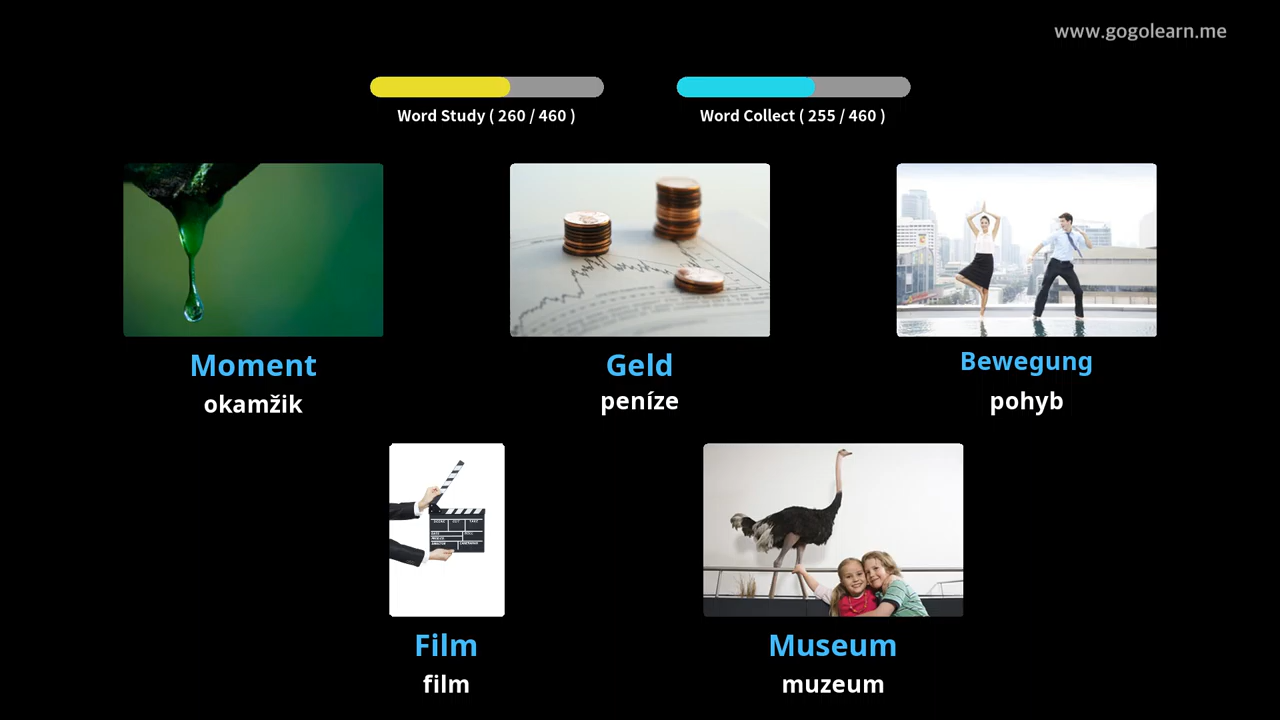 www.gogolearn.me
Word Study ( 260 / 460 )
Word Collect ( 255 / 460 )
Moment
okamžik
Geld
peníze
Bewegung
pohyb
Film
film
Museum
muzeum